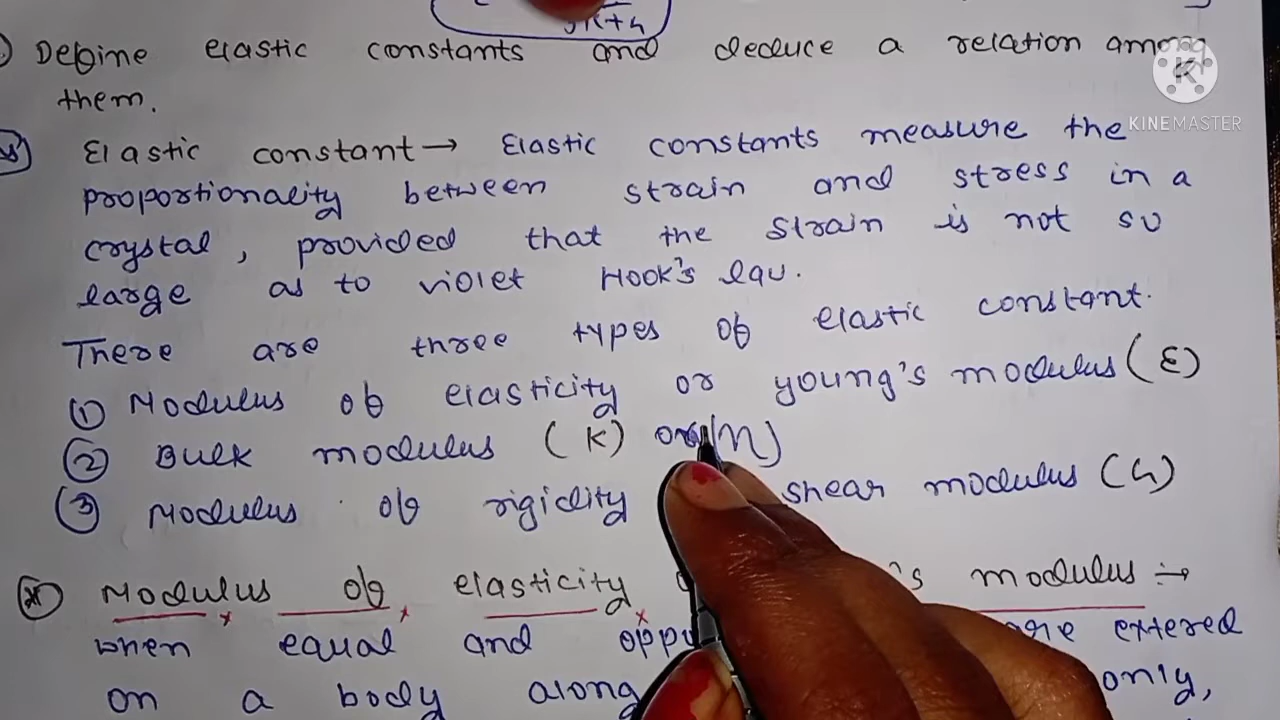 Define elastic constants and deduce a relation among
them.
KINEMASTER
Elastic constant → Elastic constants measure the
proportionality between strain and stress in a
crystal, provided that the strain is not so
large as to violet Hook's law.
There are three types of elastic constant.
① Modulus of elasticity or young's modulus (E)
② Bulk modulus (K) or (η)
③ Modulus of rigidity shear modulus (G)
Modulus of elasticity modulus :→
when equal and are extered
on a body along only,